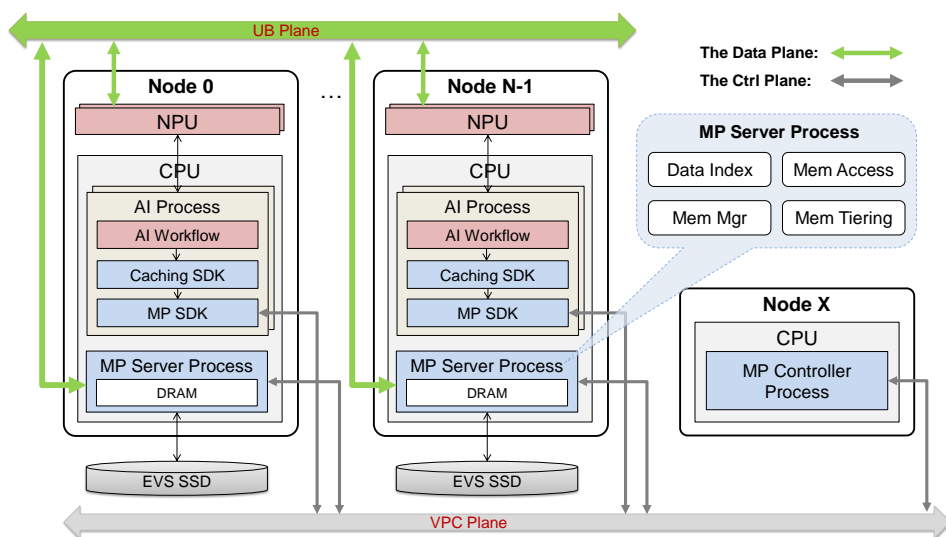 UB Plane
The Data Plane:
The Ctrl Plane:
Node 0
...
Node N-1
NPU
NPU
MP Server Process
Data Index
Mem Access
Mem Mgr
Mem Tiering
CPU
AI Process
AI Workflow
Caching SDK
MP SDK
MP Server Process
DRAM
EVS SSD
CPU
AI Process
AI Workflow
Caching SDK
MP SDK
MP Server Process
DRAM
EVS SSD
Node X
CPU
MP Controller
Process
VPC Plane